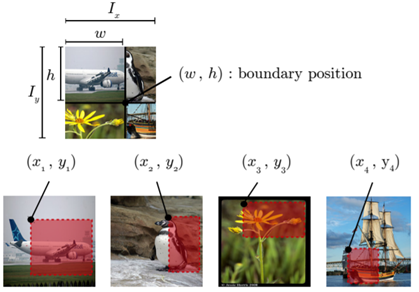 I_x
w
h
I_y
(w , h) : boundary position
(x_1 , y_1)
(x_2 , y_2)
(x_3 , y_3)
(x_4 , y_4)